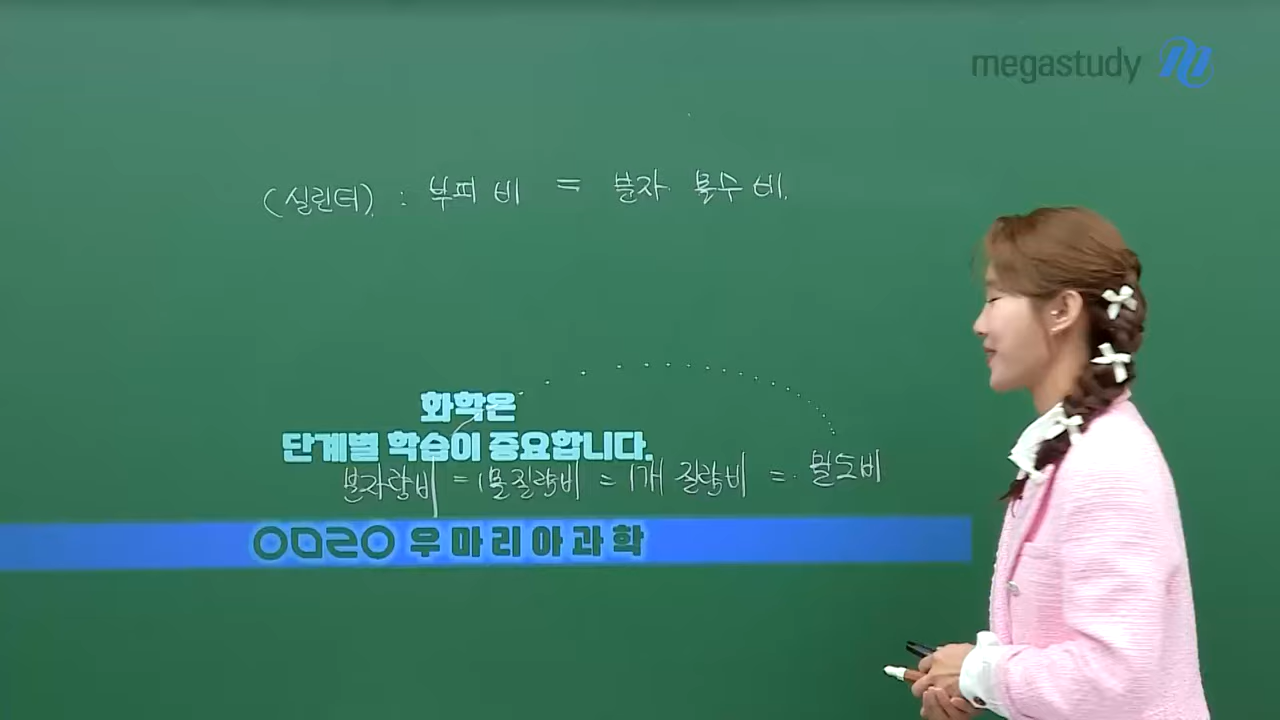 megastudy
(실린더) : 부피 비 = 분자 몰수 비.
화학은
단계별 학습이 중요합니다.
분자량비 = 1몰질량비 = 1개 질량비 = 밀도비
ㅇㅁㄹㅇ 우마리아과학